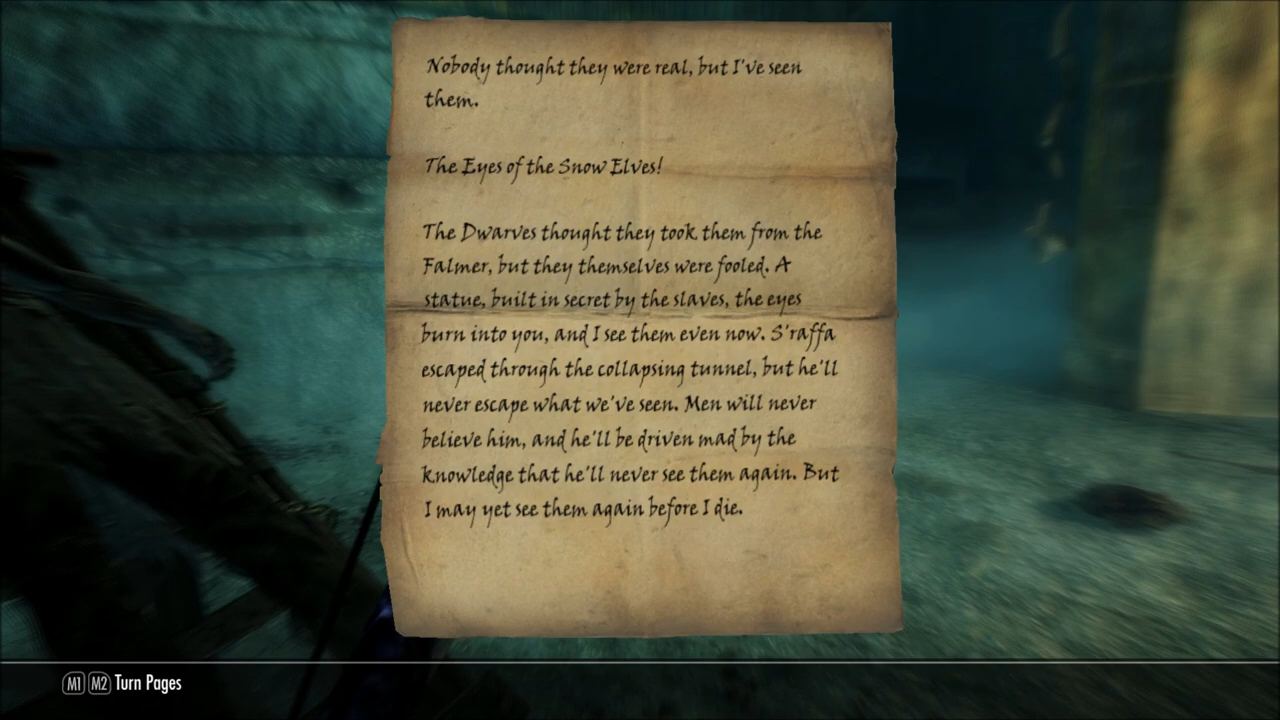 Nobody thought they were real, but I've seen
them.
The Eyes of the Snow Elves!
The Dwarves thought they took them from the
Falmer, but they themselves were fooled. A
statue, built in secret by the slaves, the eyes
burn into you, and I see them even now. S'raffa
escaped through the collapsing tunnel, but he'll
never escape what we've seen. Men will never
believe him, and he'll be driven mad by the
knowledge that he'll never see them again. But
I may yet see them again before I die.
M1 M2 Turn Pages